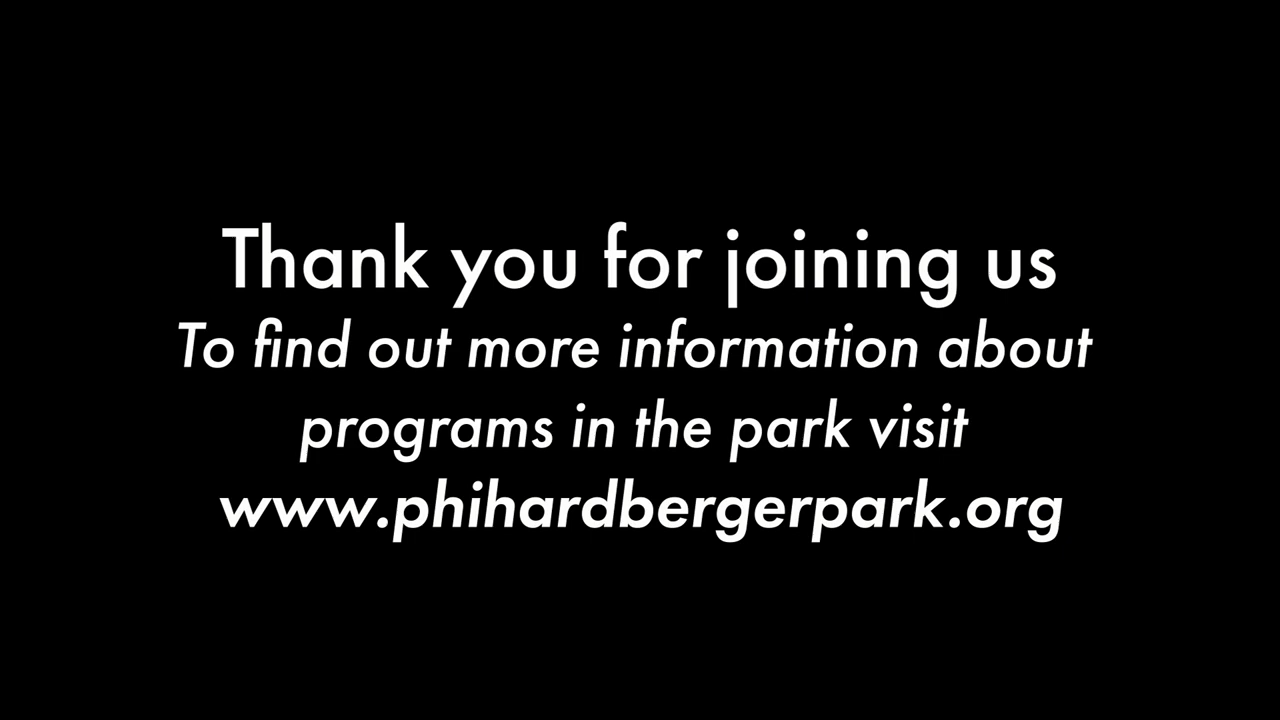 Thank you for joining us
To find out more information about
programs in the park visit
www.phihardbergerpark.org